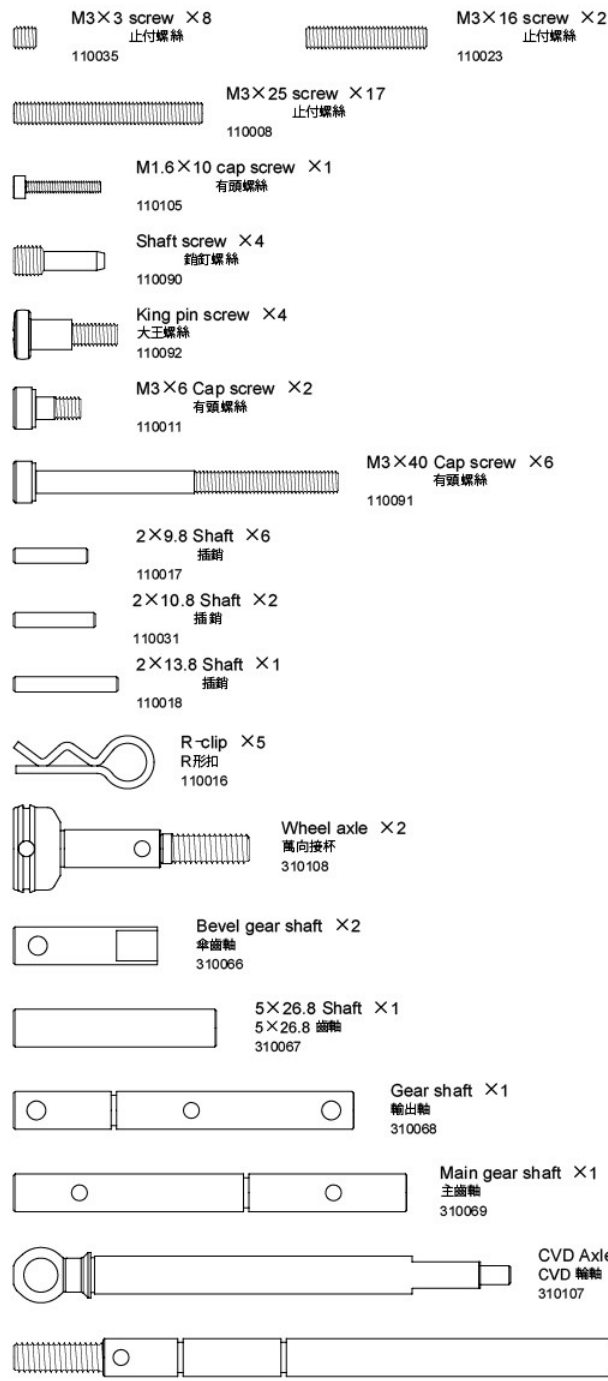 M3×3 screw ×8
止付螺絲
110035
M3×16 screw ×2
止付螺絲
110023
M3×25 screw ×17
止付螺絲
110008
M1.6×10 cap screw ×1
有頭螺絲
110105
Shaft screw ×4
銷釘螺絲
110090
King pin screw ×4
大王螺絲
110092
M3×6 Cap screw ×2
有頭螺絲
110011
M3×40 Cap screw ×6
有頭螺絲
110091
2×9.8 Shaft ×6
插銷
110017
2×10.8 Shaft ×2
插銷
110031
2×13.8 Shaft ×1
插銷
110018
R-clip ×5
R形扣
110016
Wheel axle ×2
萬向接杯
310108
Bevel gear shaft ×2
傘齒軸
310066
5×26.8 Shaft ×1
5×26.8 齒軸
310067
Gear shaft ×1
輸出軸
310068
Main gear shaft ×1
主齒軸
310069
CVD Axle
CVD 輪軸
310107